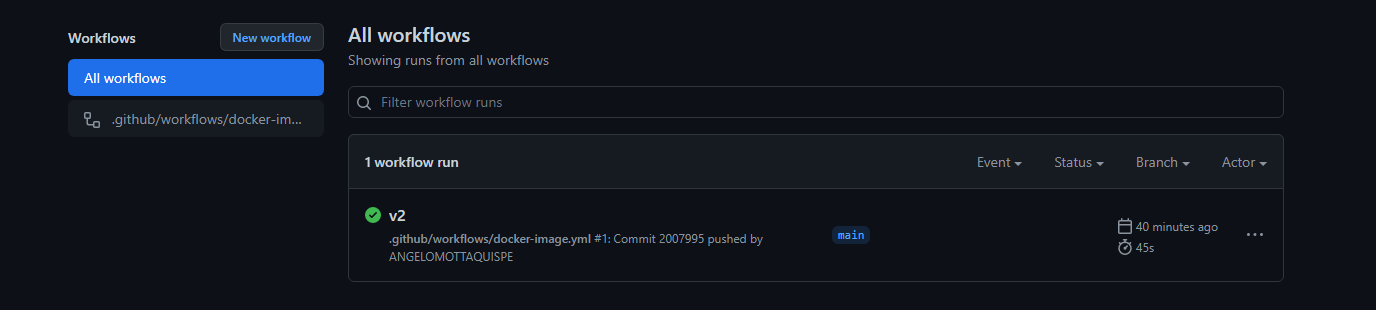 Workflows
New workflow
All workflows
.github/workflows/docker-im...
All workflows
Showing runs from all workflows
Filter workflow runs
1 workflow run
Event
Status
Branch
Actor
v2
.github/workflows/docker-image.yml #1: Commit 2007995 pushed by
ANGELOMOTTAQUISPE
main
40 minutes ago
45s